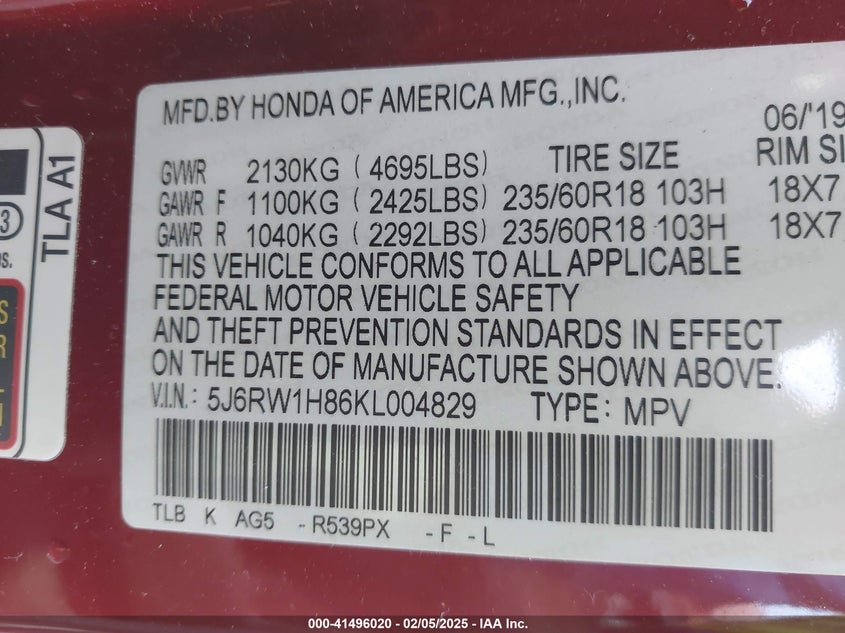 MFD.BY HONDA OF AMERICA MFG.,INC.
06/'19
GVWR 2130KG ( 4695LBS) TIRE SIZE RIM SI
GAWR F 1100KG ( 2425LBS) 235/60R18 103H 18X7
GAWR R 1040KG ( 2292LBS) 235/60R18 103H 18X7
THIS VEHICLE CONFORMS TO ALL APPLICABLE
FEDERAL MOTOR VEHICLE SAFETY
AND THEFT PREVENTION STANDARDS IN EFFECT
ON THE DATE OF MANUFACTURE SHOWN ABOVE.
V.I.N.: 5J6RW1H86KL004829 TYPE: MPV
TLB K AG5 -R539PX -F -L
TLA A1
3
S
R
000-41496020 — 02/05/2025 — IAA Inc.